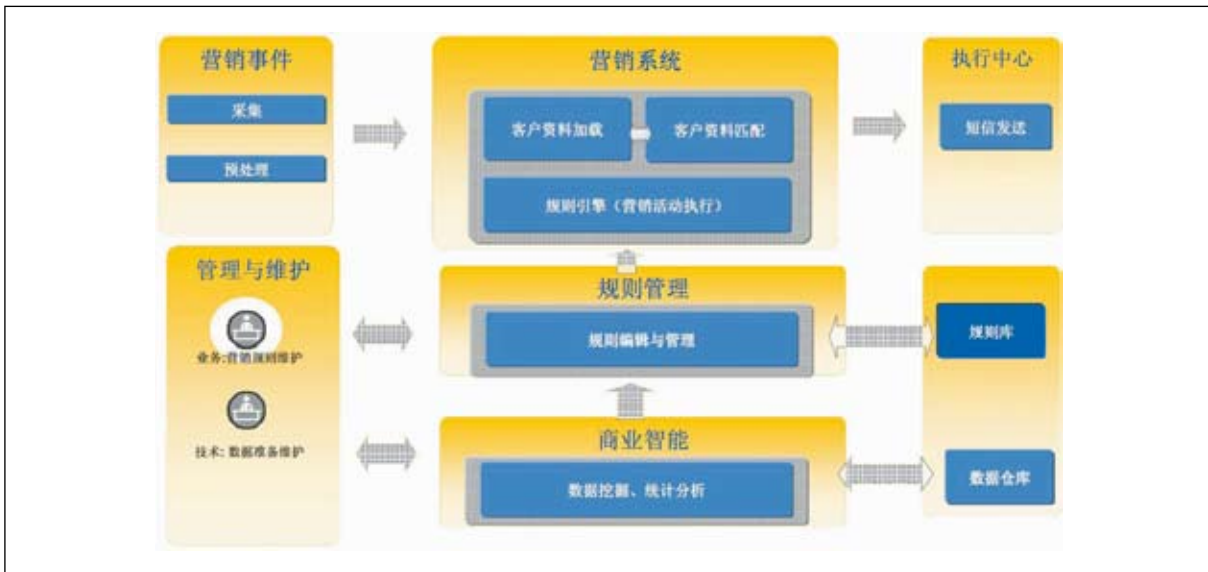 营销事件
采集
预处理
营销系统
客户资料加载
客户资料匹配
规则引擎（营销活动执行）
执行中心
短信发送
管理与维护
业务:营销规则维护
技术: 数据准备维护
规则管理
规则编辑与管理
商业智能
数据挖掘、统计分析
规则库
数据仓库